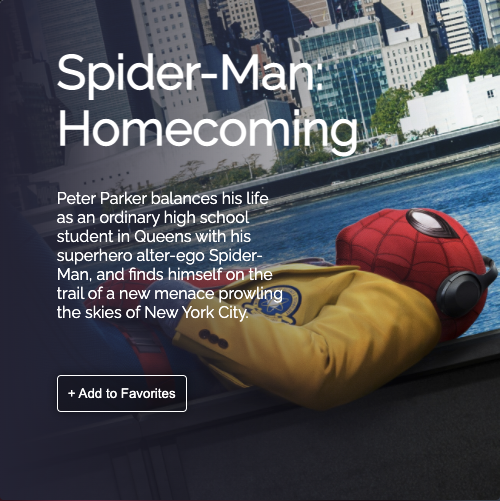 Spider-Man:
Homecoming
Peter Parker balances his life
as an ordinary high school
student in Queens with his
superhero alter-ego Spider-
Man, and finds himself on the
trail of a new menace prowling
the skies of New York City.
+ Add to Favorites